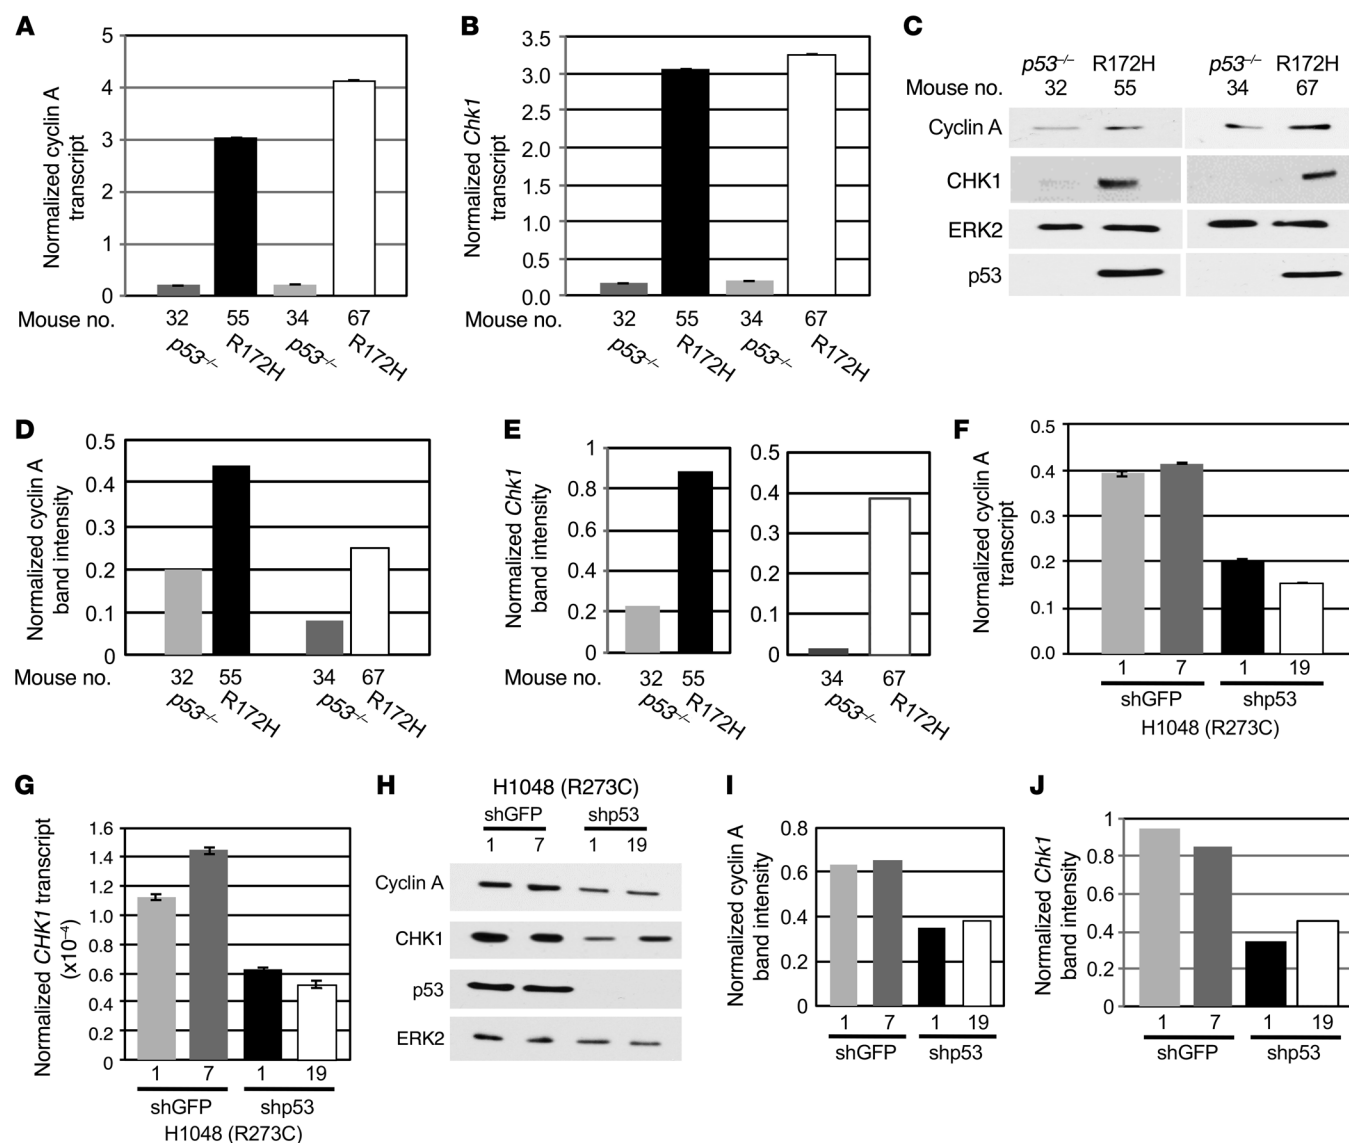 A
Normalized cyclin A
transcript
5
4
3
2
1
0
Mouse no.
32 55 34 67
p53–/– R172H p53–/– R172H
B
Normalized Chk1
transcript
3.5
3.0
2.5
2.0
1.5
3.0
0.5
0.0
Mouse no.
32 55 34 67
p53–/– R172H p53–/– R172H
C
p53–/– R172H p53–/– R172H
Mouse no. 32 55 34 67
Cyclin A
CHK1
ERK2
p53
D
Normalized cyclin A
band intensity
0.5
0.4
0.3
0.2
0.1
0
Mouse no. 32 55 34 67
p53–/– R172H p53–/– R172H
E
Normalized Chk1
band intensity
1
0.8
0.6
0.4
0.2
0
0.5
0.4
0.3
0.2
0.1
0
Mouse no. 32 55 34 67
p53–/– R172H p53–/– R172H
F
Normalized cyclin A
transcript
0.5
0.4
0.3
0.2
0.1
0.0
1 7 1 19
shGFP shp53
H1048 (R273C)
G
Normalized CHK1 transcript
(x10–4)
1.6
1.4
1.2
1.0
0.8
0.6
0.4
0.2
0
1 7 1 19
shGFP shp53
H1048 (R273C)
H
H1048 (R273C)
shGFP shp53
1 7 1 19
Cyclin A
CHK1
p53
ERK2
I
Normalized cyclin A
band intensity
0.8
0.6
0.4
0.2
0
1 7 1 19
shGFP shp53
J
Normalized Chk1
band intensity
1
0.8
0.6
0.4
0.2
0
1 7 1 19
shGFP shp53